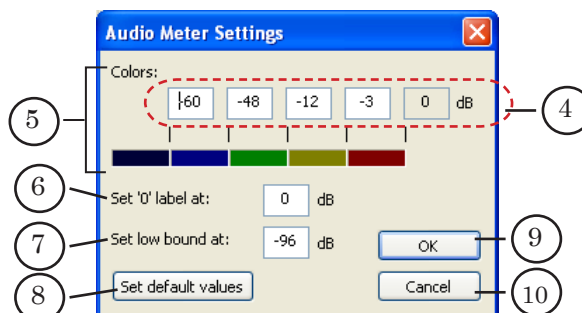 Audio Meter Settings
Colors:
-60 -48 -12 -3 0 dB
4
5
6
Set '0' label at: 0 dB
7
Set low bound at: -96 dB
OK
9
8
Set default values
Cancel
10